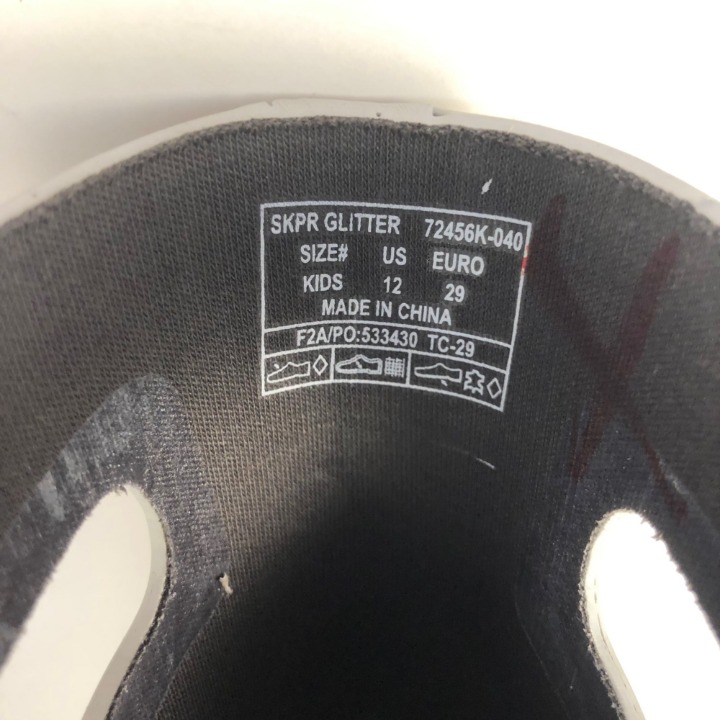 SKPR GLITTER 72456K-040
SIZE# US EURO
KIDS 12 29
MADE IN CHINA
F2A/PO:533430 TC-29